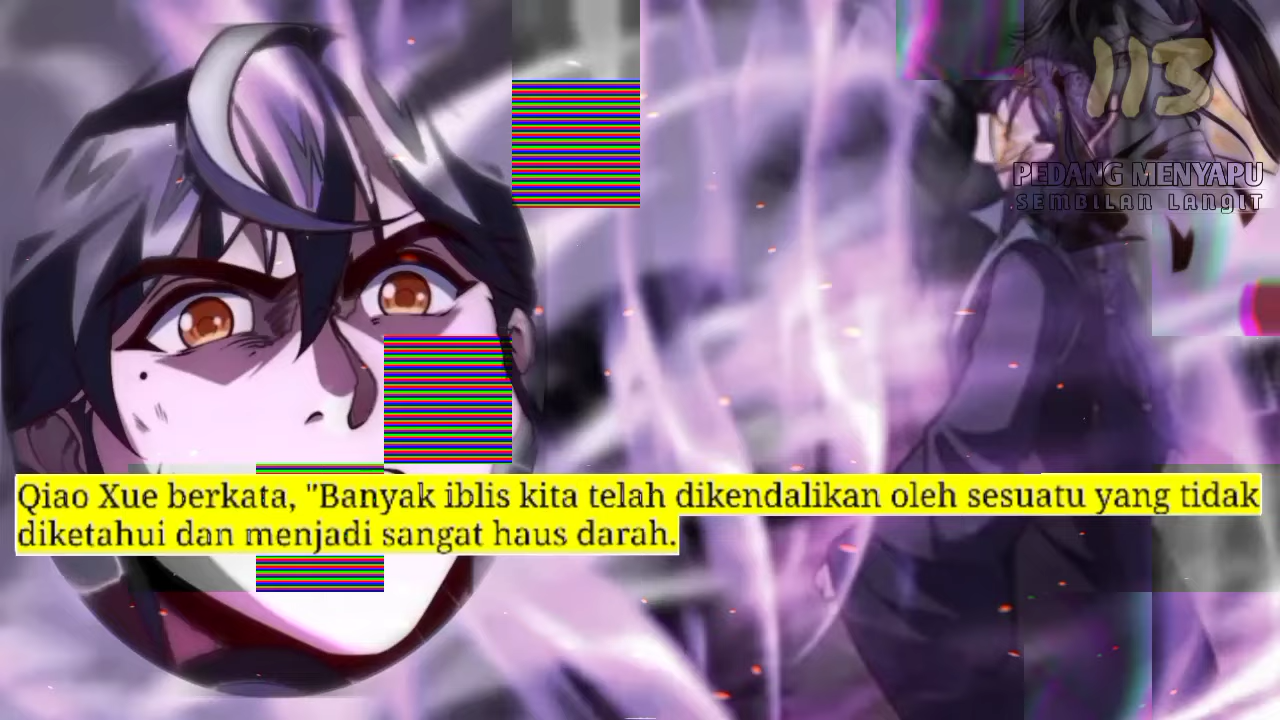 113
PEDANG MENYAPU
SEMBILAN LANGIT
Qiao Xue berkata, "Banyak iblis kita telah dikendalikan oleh sesuatu yang tidak
diketahui dan menjadi sangat haus darah.